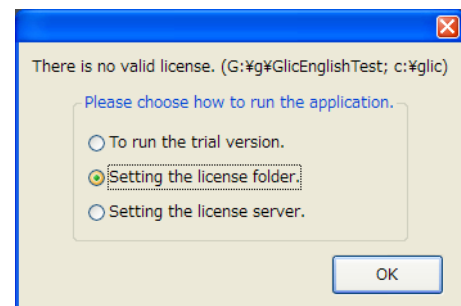 There is no valid license. (G:¥g¥GlicEnglishTest; c:¥glic)
Please choose how to run the application.
To run the trial version.
Setting the license folder.
Setting the license server.
OK